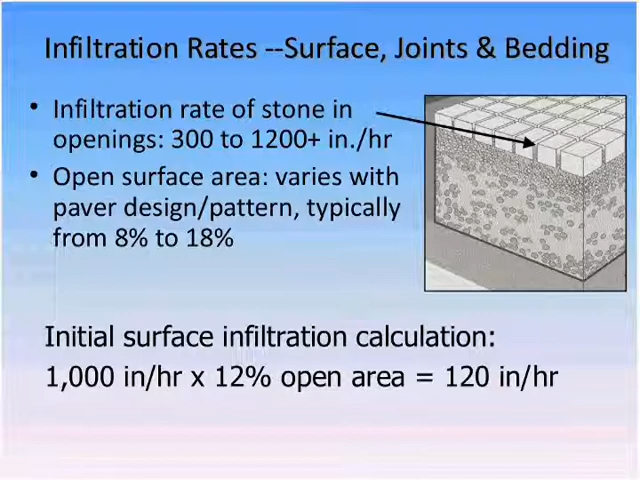 Infiltration Rates --Surface, Joints & Bedding
• Infiltration rate of stone in
openings: 300 to 1200+ in./hr
• Open surface area: varies with
paver design/pattern, typically
from 8% to 18%
Initial surface infiltration calculation:
1,000 in/hr x 12% open area = 120 in/hr